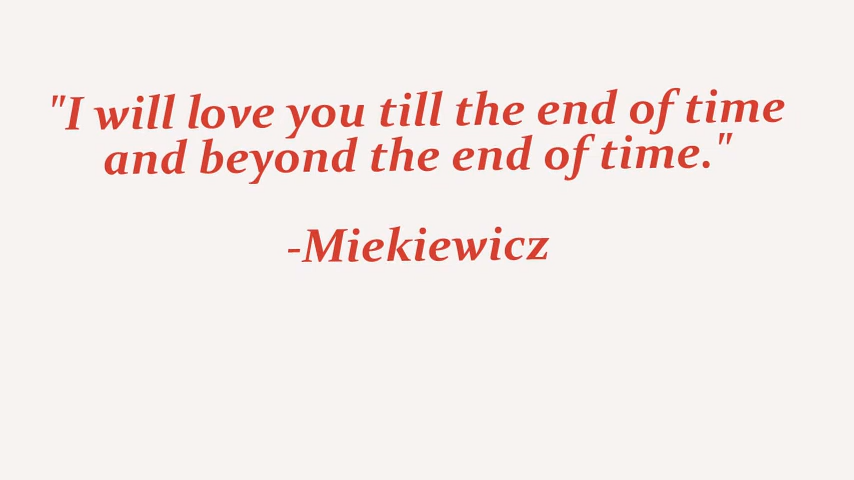 "I will love you till the end of time
and beyond the end of time."
-Miekiewicz